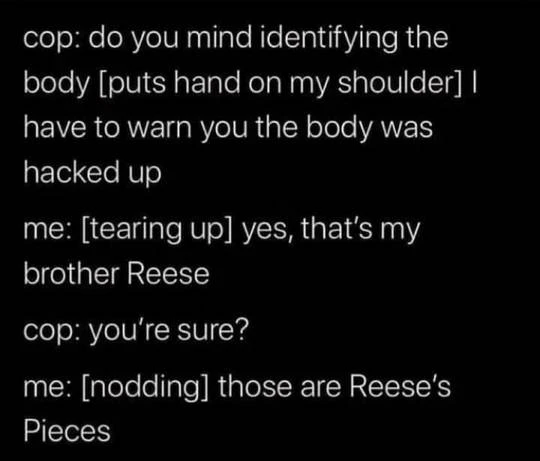 cop: do you mind identifying the
body [puts hand on my shoulder] I
have to warn you the body was
hacked up
me: [tearing up] yes, that's my
brother Reese
cop: you're sure?
me: [nodding] those are Reese's
Pieces